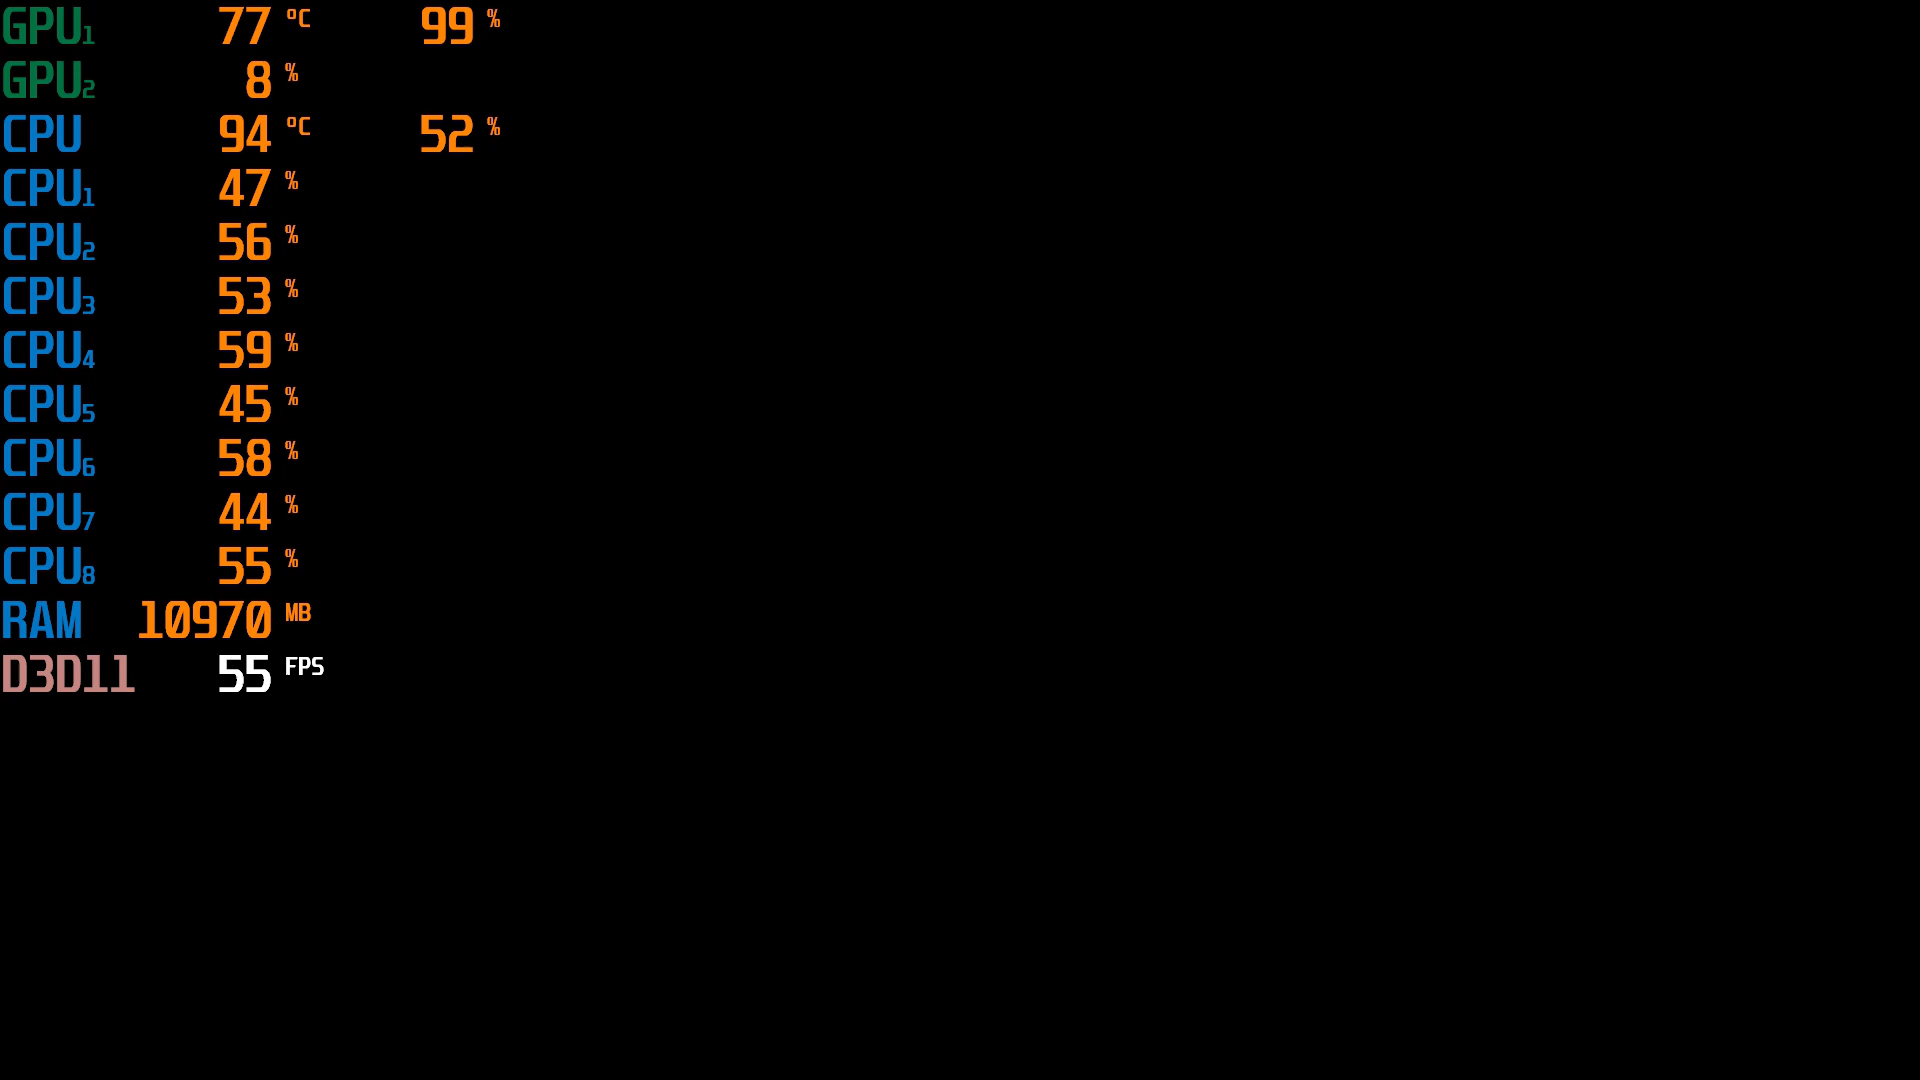 GPU1 77 °C 99 %
GPU2 8 %
CPU 94 °C 52 %
CPU1 47 %
CPU2 56 %
CPU3 53 %
CPU4 59 %
CPU5 45 %
CPU6 58 %
CPU7 44 %
CPU8 55 %
RAM 10970 MB
D3D11 55 FPS